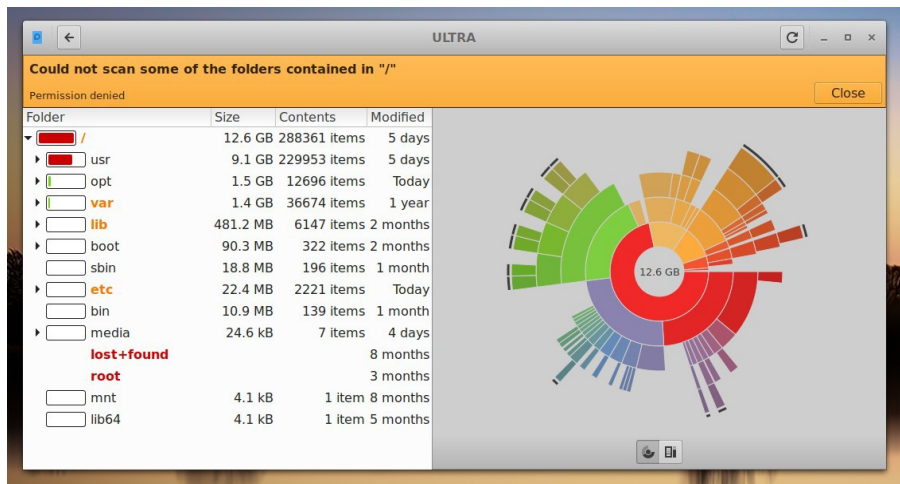 ULTRA
Could not scan some of the folders contained in "/"
Permission denied
Close
Folder Size Contents Modified
/ 12.6 GB 288361 items 5 days
usr 9.1 GB 229953 items 5 days
opt 1.5 GB 12696 items Today
var 1.4 GB 36674 items 1 year
lib 481.2 MB 6147 items 2 months
boot 90.3 MB 322 items 2 months
sbin 18.8 MB 196 items 1 month
etc 22.4 MB 2221 items Today
bin 10.9 MB 139 items 1 month
media 24.6 kB 7 items 4 days
lost+found 8 months
root 3 months
mnt 4.1 kB 1 item 8 months
lib64 4.1 kB 1 item 5 months
12.6 GB